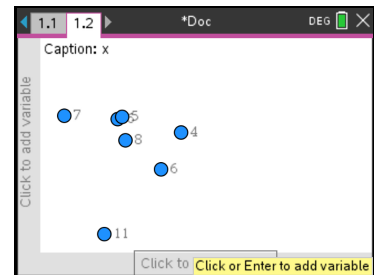 1.1 1.2 *Doc DEG
Caption: x
Click to add variable
7
5
4
8
6
11
Click to
Click or Enter to add variable